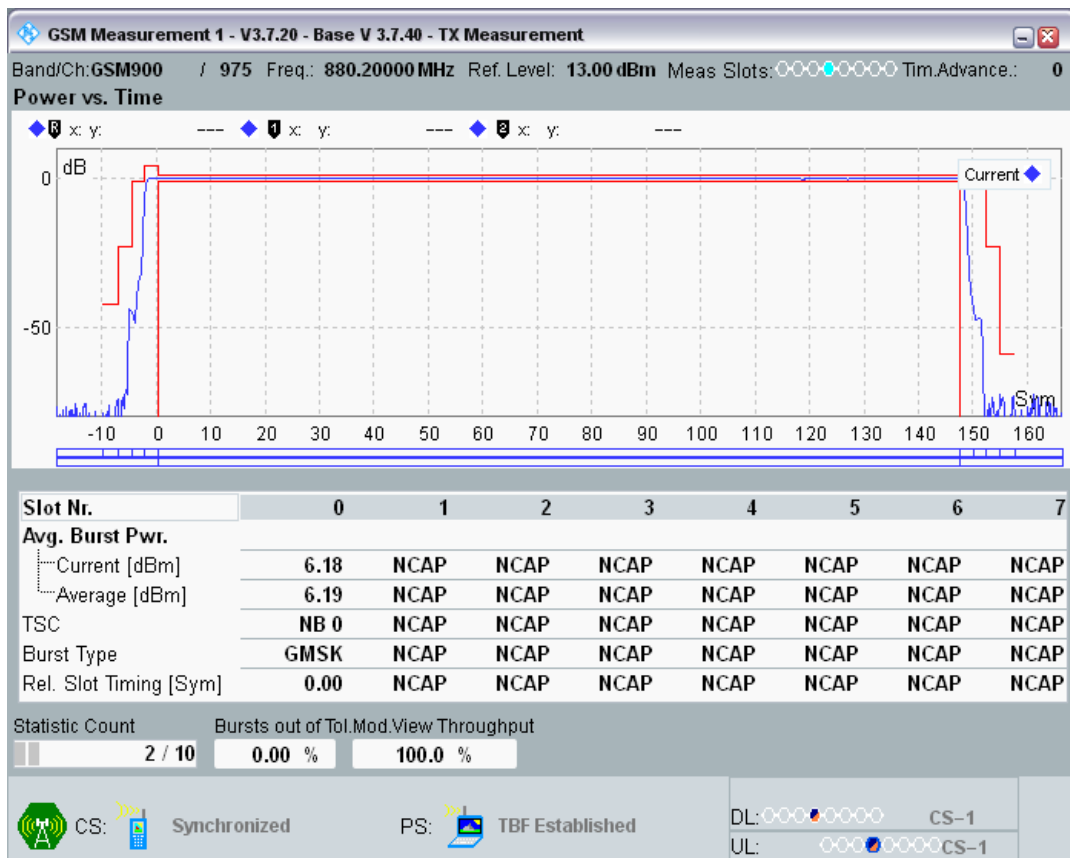 GSM Measurement 1 - V3.7.20 - Base V 3.7.40 - TX Measurement
Band/Ch:GSM900 / 975 Freq.: 880.20000 MHz Ref. Level: 13.00 dBm Meas Slots: Tim.Advance.: 0
Power vs. Time
R x: y: --- 1 x: y: --- 2 x: y: ---
dB
0
Current
-50
Sym
-10 0 10 20 30 40 50 60 70 80 90 100 110 120 130 140 150 160
Slot Nr. 0 1 2 3 4 5 6 7
Avg. Burst Pwr.
Current [dBm] 6.18 NCAP NCAP NCAP NCAP NCAP NCAP NCAP
Average [dBm] 6.19 NCAP NCAP NCAP NCAP NCAP NCAP NCAP
TSC NB 0 NCAP NCAP NCAP NCAP NCAP NCAP NCAP
Burst Type GMSK NCAP NCAP NCAP NCAP NCAP NCAP NCAP
Rel. Slot Timing [Sym] 0.00 NCAP NCAP NCAP NCAP NCAP NCAP NCAP
Statistic Count Bursts out of Tol.Mod.View Throughput
2 / 10 0.00 % 100.0 %
CS: Synchronized PS: TBF Established
DL: CS-1
UL: CS-1